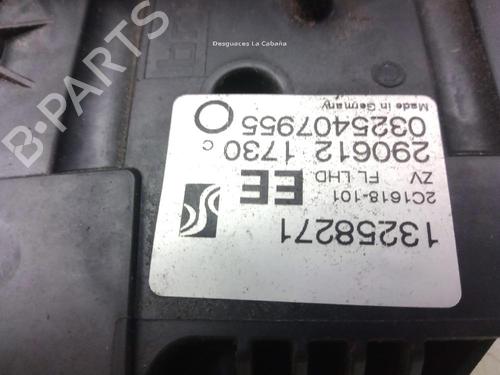 Desguaces La Cabaña
B-PARTS
13258271
2C1618-101
EE
ZV FL LHD
290612 1730 C
0325407955
Made in Germany